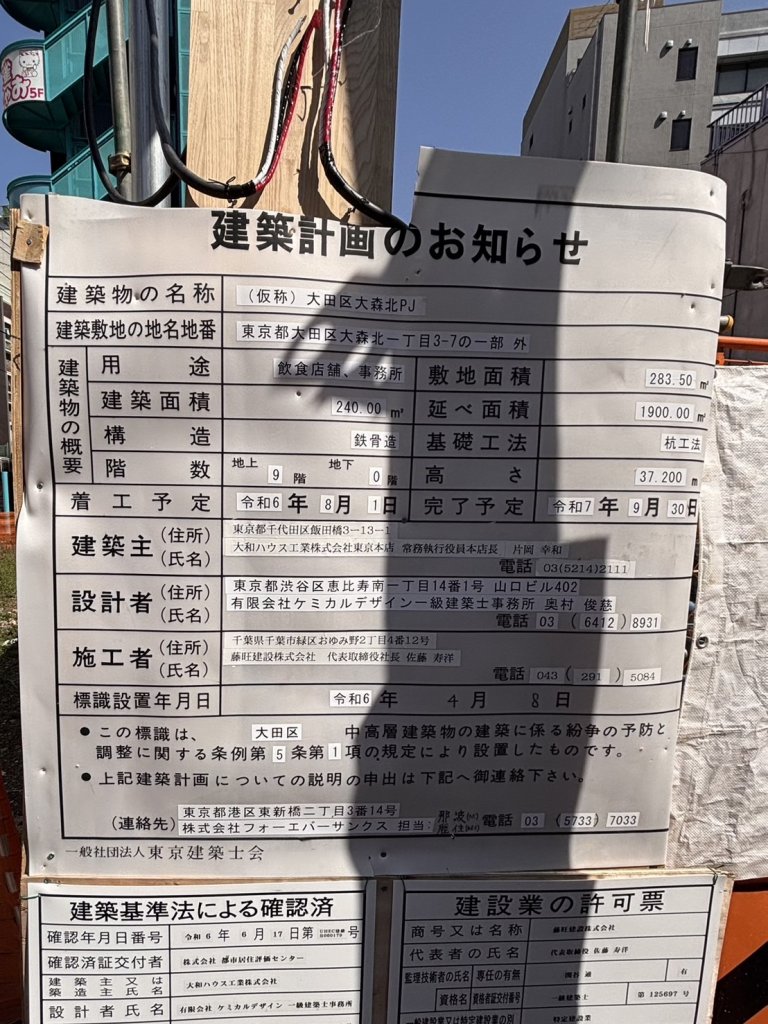 5F
建築計画のお知らせ
建築物の名称 (仮称) 大田区大森北PJ
建築敷地の地名地番 東京都大田区大森北一丁目3-7の一部 外
建築物の概要
用途 飲食店舗、事務所 敷地面積 283.50 ㎡
建築面積 240.00 ㎡ 延べ面積 1900.00 ㎡
構造 鉄骨造 基礎工法 杭工法
階数 地上 9 階 地下 0 階 高さ 37.200 m
着工予定 令和6 年 8月 1日 完了予定 令和7 年 9月 30日
建築主 (住所) 東京都千代田区飯田橋3-13-1
(氏名) 大和ハウス工業株式会社東京本店 常務執行役員本店長 片岡 幸和
電話 03(5214)2111
設計者 (住所) 東京都渋谷区恵比寿南一丁目14番1号 山口ビル402
(氏名) 有限会社ケミカルデザイン一級建築士事務所 奥村 俊慈
電話 03 (6412) 8931
施工者 (住所) 千葉県千葉市緑区おゆみ野2丁目4番12号
(氏名) 藤旺建設株式会社 代表取締役社長 佐藤 寿洋
電話 043 (291) 5084
標識設置年月日 令和6 年 4 月 8 日
● この標識は、 大田区 中高層建築物の建築に係る紛争の予防と
調整に関する条例第 5 条第 1 項の規定により設置したものです。
● 上記建築計画についての説明の申出は下記へ御連絡下さい。
(連絡先) 東京都港区東新橋二丁目3番14号
株式会社フォーエバーサンクス 担当: 電話 03 (5733) 7033
一般社団法人 東京建築士会
建築基準法による確認済
確認年月日番号 令和 6 年 6 月 17 日 第 号
確認済証交付者 株式会社 都市居住評価センター
建築主又は築造主氏名 大和ハウス工業株式会社
設計者氏名 有限会社 ケミカルデザイン 一級建築士事務所
建設業の許可票
商号又は名称 藤旺建設株式会社
代表者の氏名 代表取締役 佐藤 寿洋
監理技術者の氏名 専任の有無 有
資格名 資格者証交付番号 一級建築士 第 125697 号
特定建設業